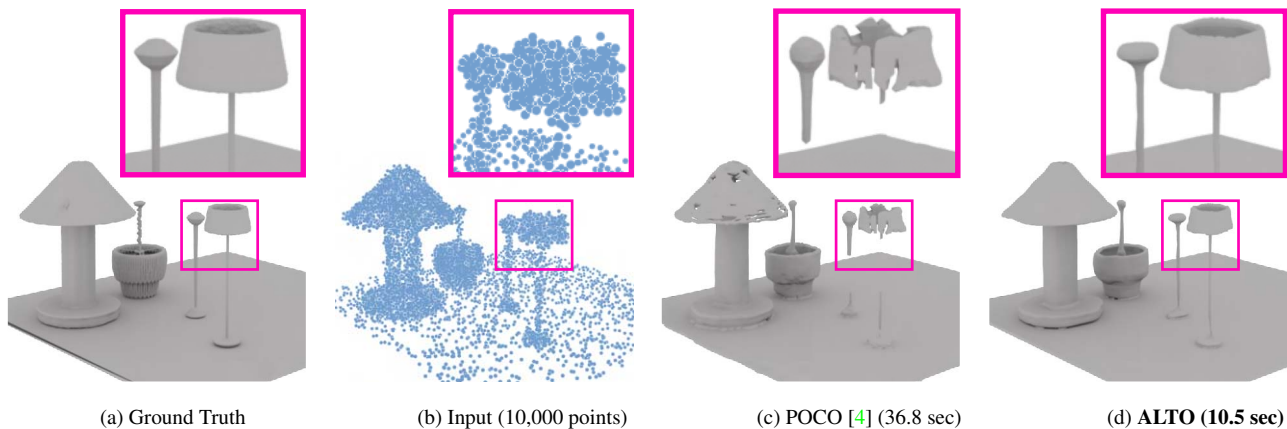 (a) Ground Truth
(b) Input (10,000 points)
(c) POCO [4] (36.8 sec)
(d) ALTO (10.5 sec)